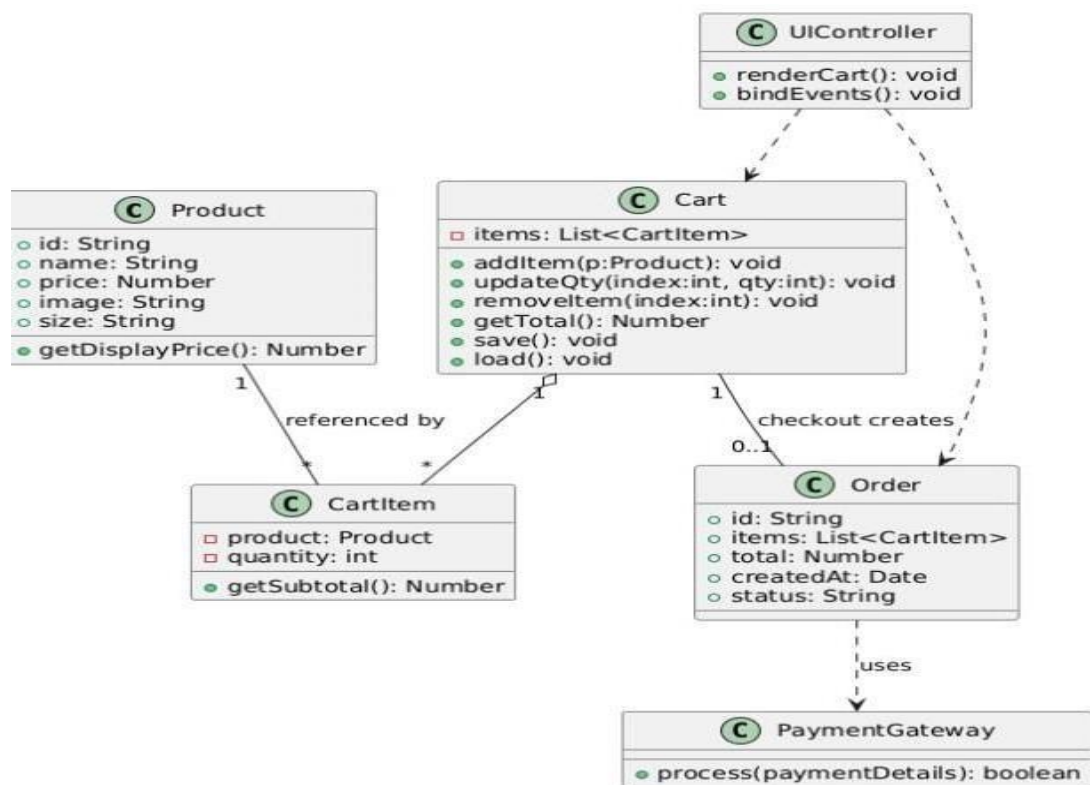 C UIController
renderCart(): void
bindEvents(): void
C Product
id: String
name: String
price: Number
image: String
size: String
getDisplayPrice(): Number
C Cart
items: List<CartItem>
addItem(p:Product): void
updateQty(index:int, qty:int): void
removeItem(index:int): void
getTotal(): Number
save(): void
load(): void
1
referenced by
*
1
*
1
checkout creates
0..1
C CartItem
product: Product
quantity: int
getSubtotal(): Number
C Order
id: String
items: List<CartItem>
total: Number
createdAt: Date
status: String
uses
C PaymentGateway
process(paymentDetails): boolean